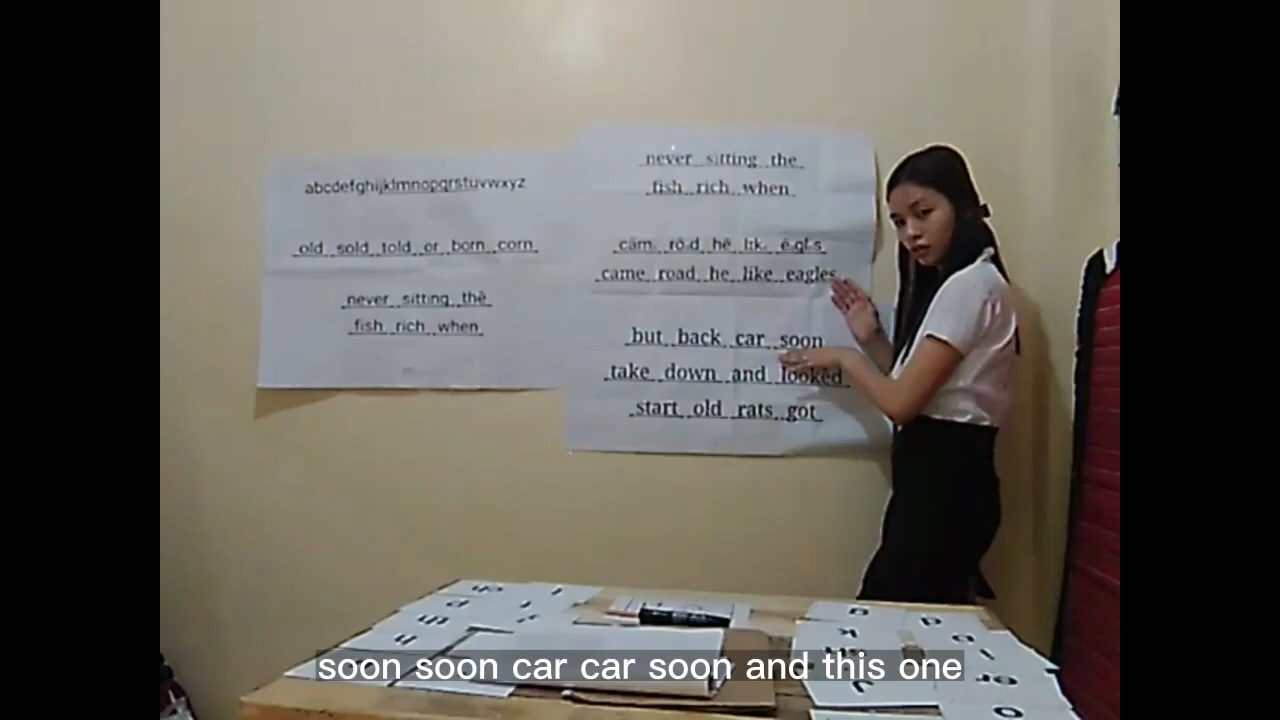 abcdefghijklmnopqrstuvwxyz
old sold told or born corn
never sitting thē
fish rich when
never sitting the
fish rich when
came road he like eagles
but back car soon
take down and lookēd
start old rats got
soon soon car car soon and this one